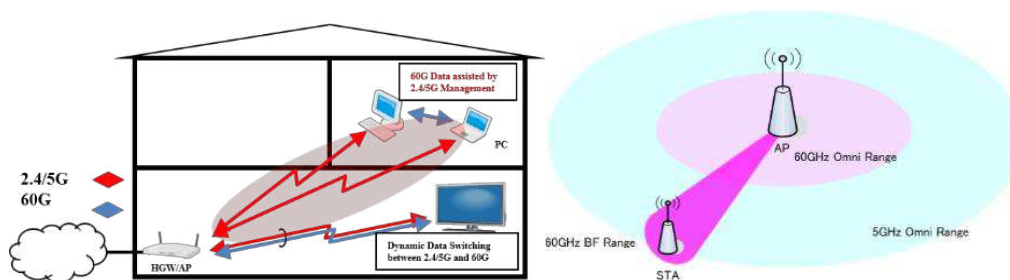 60G Data assisted by
2.4/5G Management
PC
2.4/5G
60G
HGW/AP
Dynamic Data Switching
between 2.4/5G and 60G
AP
60GHz Omni Range
60GHz BF Range
STA
5GHz Omni Range